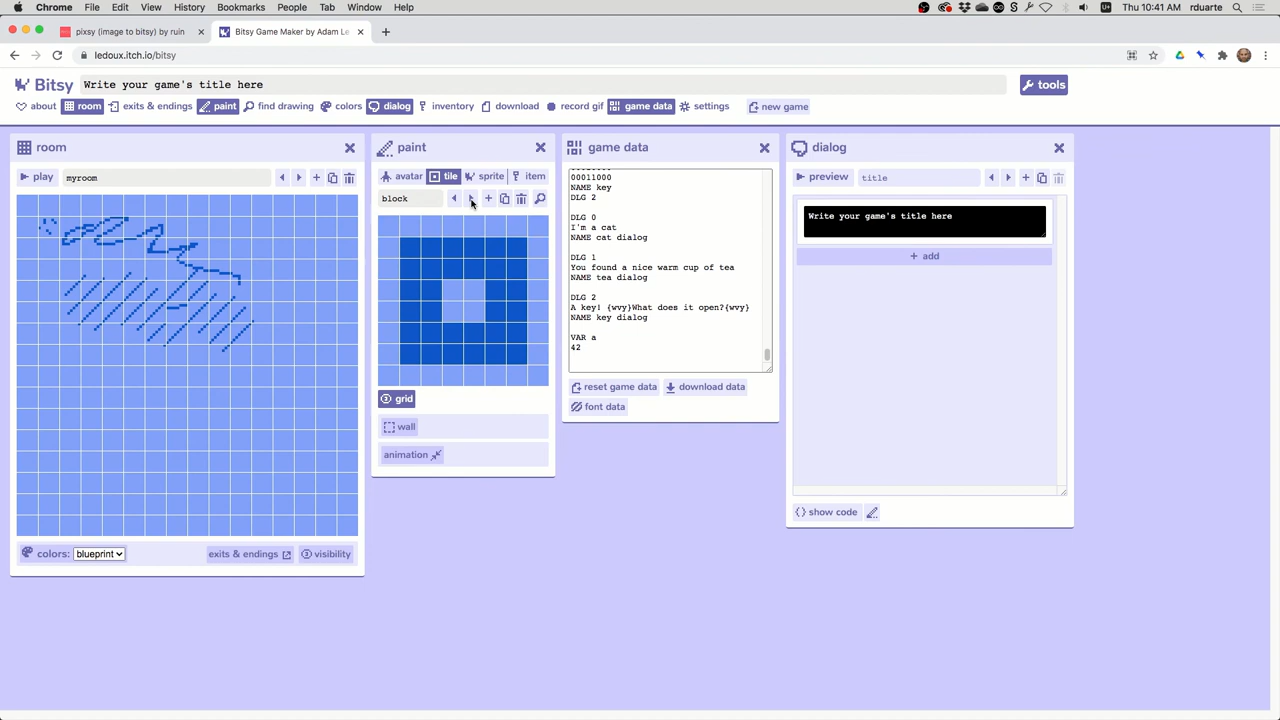 Chrome File Edit View History Bookmarks People Tab Window Help Thu 10:41 AM rduarte
pixsy (image to bitsy) by ruin Bitsy Game Maker by Adam Le
ledoux.itch.io/bitsy
Bitsy Write your game's title here tools
about room exits & endings paint find drawing colors dialog inventory download record gif game data settings new game
room paint game data dialog
play myroom avatar tile sprite item preview title
block
00011000
NAME key
DLG 2
DLG 0
I'm a cat
NAME cat dialog
DLG 1
You found a nice warm cup of tea
NAME tea dialog
DLG 2
A key! {wvy}What does it open?{wvy}
NAME key dialog
VAR a
42
Write your game's title here
+ add
reset game data download data
font data
grid
wall
animation
{} show code
colors: blueprint exits & endings visibility